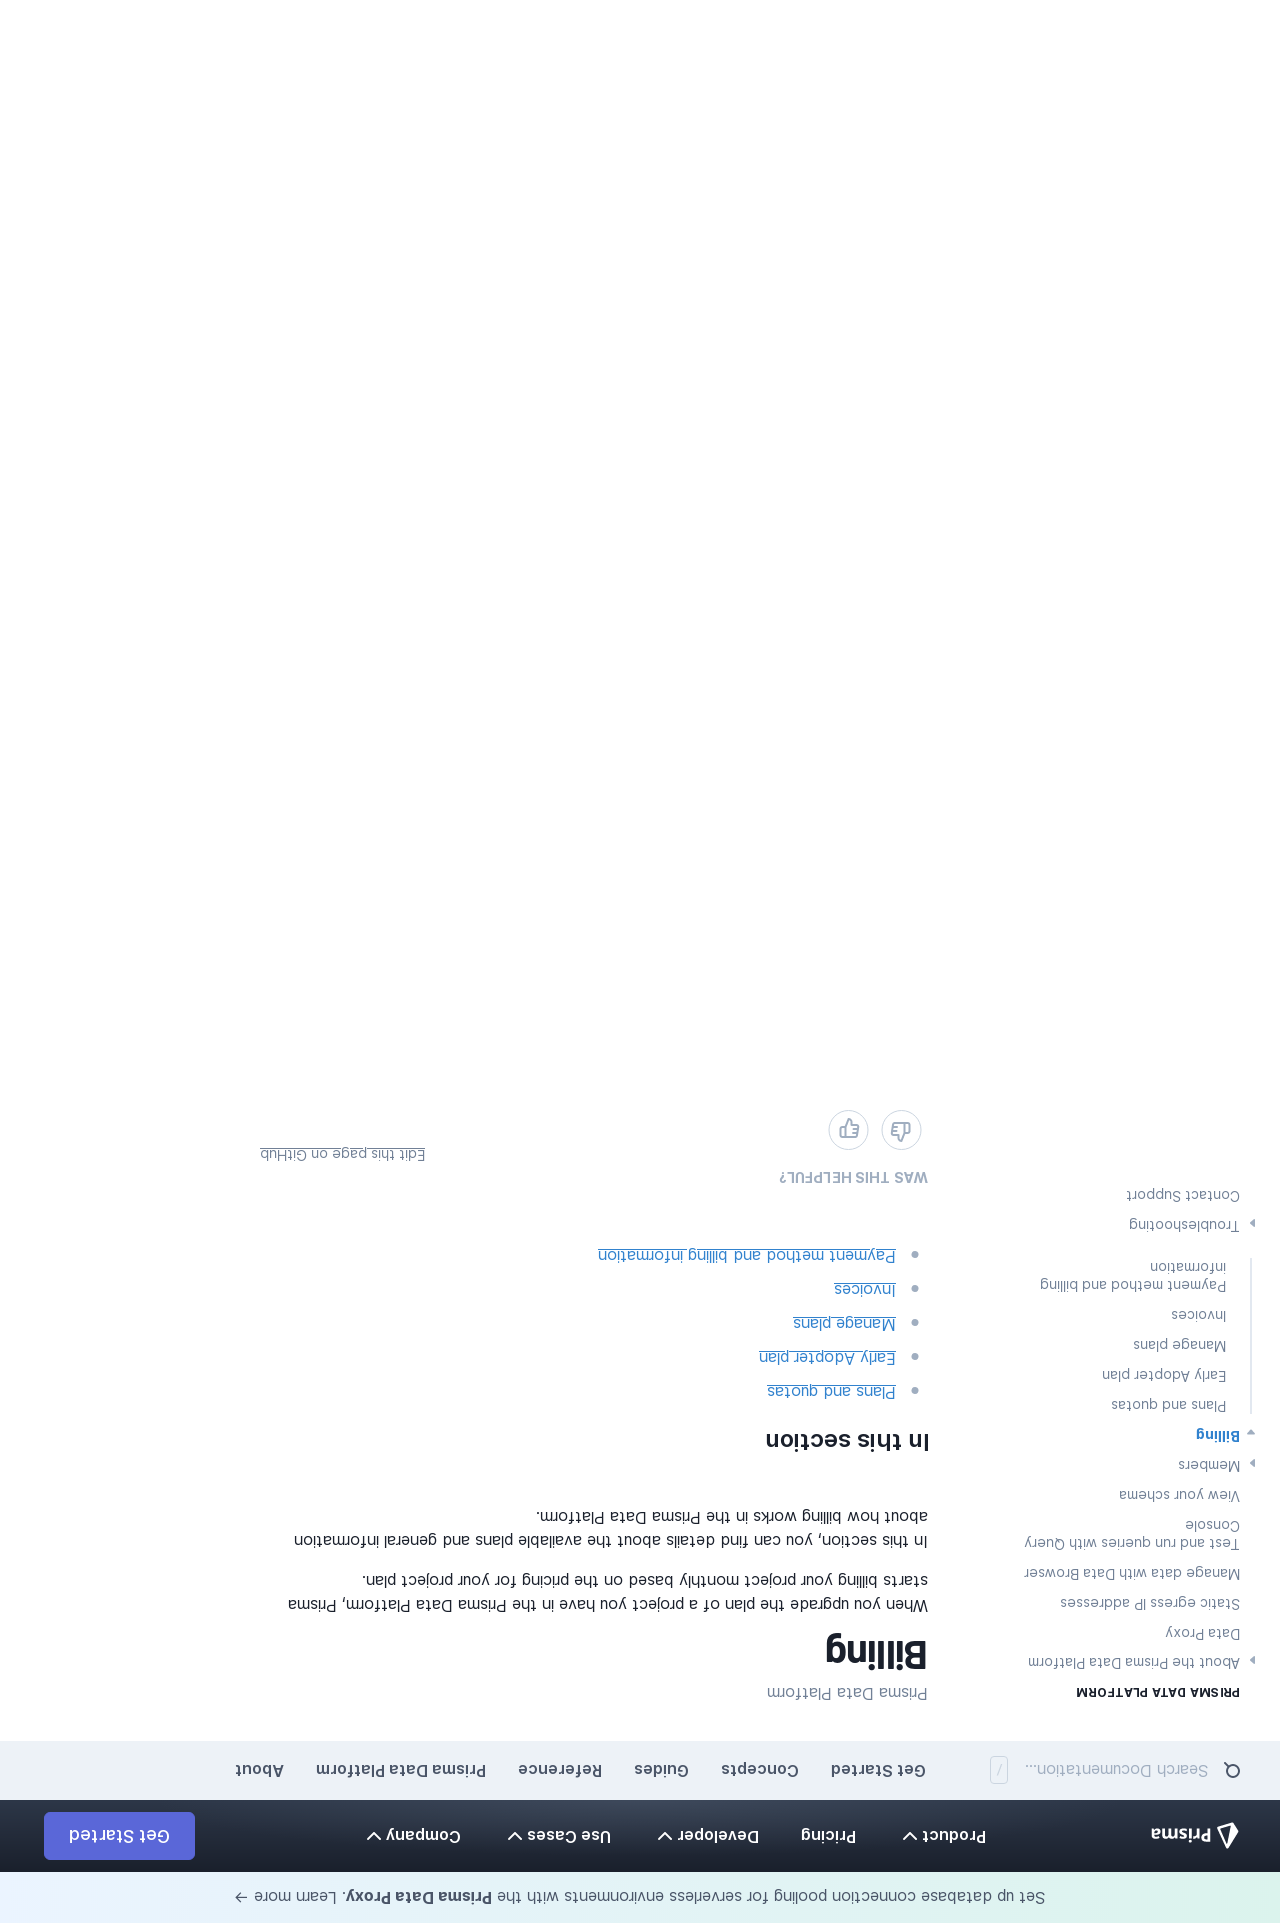 Set up database connection pooling for serverless environments with the Prisma Data Proxy. Learn more →
Prisma
Product
Pricing
Developer
Use Cases
Company
Get Started
Search Documentation...
/
Get Started
Concepts
Guides
Reference
Prisma Data Platform
About
PRISMA DATA PLATFORM
About the Prisma Data Platform
Data Proxy
Static egress IP addresses
Manage data with Data Browser
Test and run queries with Query
Console
View your schema
Members
Billing
Plans and quotas
Early Adopter plan
Manage plans
Invoices
Payment method and billing
information
Troubleshooting
Contact Support
Prisma Data Platform
Billing
When you upgrade the plan of a project you have in the Prisma Data Platform, Prisma
starts billing your project monthly based on the pricing for your project plan.
In this section, you can find details about the available plans and general information
about how billing works in the Prisma Data Platform.
In this section
Plans and quotas
Early Adopter plan
Manage plans
Invoices
Payment method and billing information
WAS THIS HELPFUL?
Edit this page on GitHub